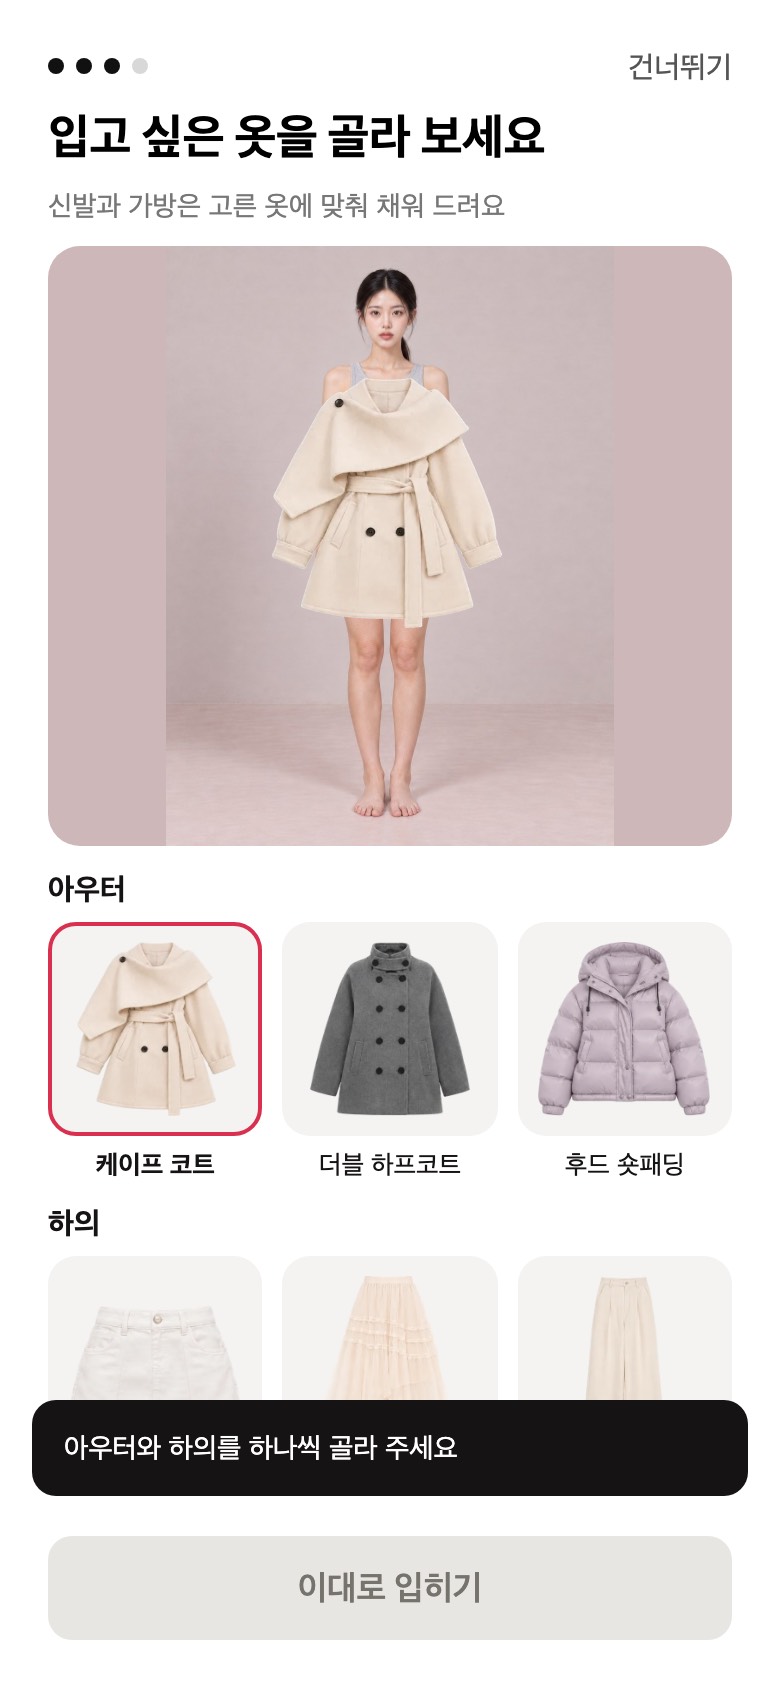 건너뛰기
입고 싶은 옷을 골라 보세요
신발과 가방은 고른 옷에 맞춰 채워 드려요
아우터
케이프 코트
더블 하프코트
후드 숏패딩
하의
아우터와 하의를 하나씩 골라 주세요
이대로 입히기